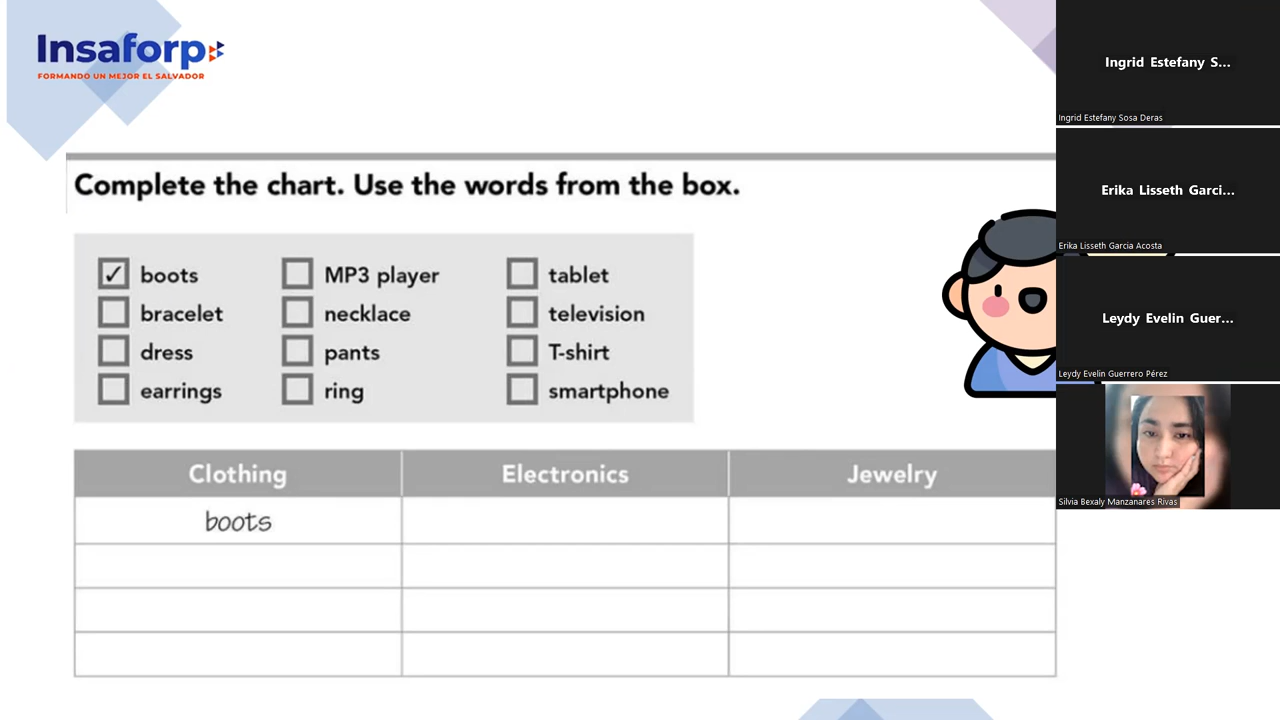 Insaforp
FORMANDO UN MEJOR EL SALVADOR
Complete the chart. Use the words from the box.
✓ boots
bracelet
dress
earrings
MP3 player
necklace
pants
ring
tablet
television
T-shirt
smartphone
Clothing Electronics Jewelry
boots
Ingrid Estefany S...
Ingrid Estefany Sosa Deras
Erika Lisseth Garci...
Erika Lisseth Garcia Acosta
Leydy Evelin Guer...
Leydy Evelin Guerrero Pérez
Silvia Bexaly Manzanares Rivas